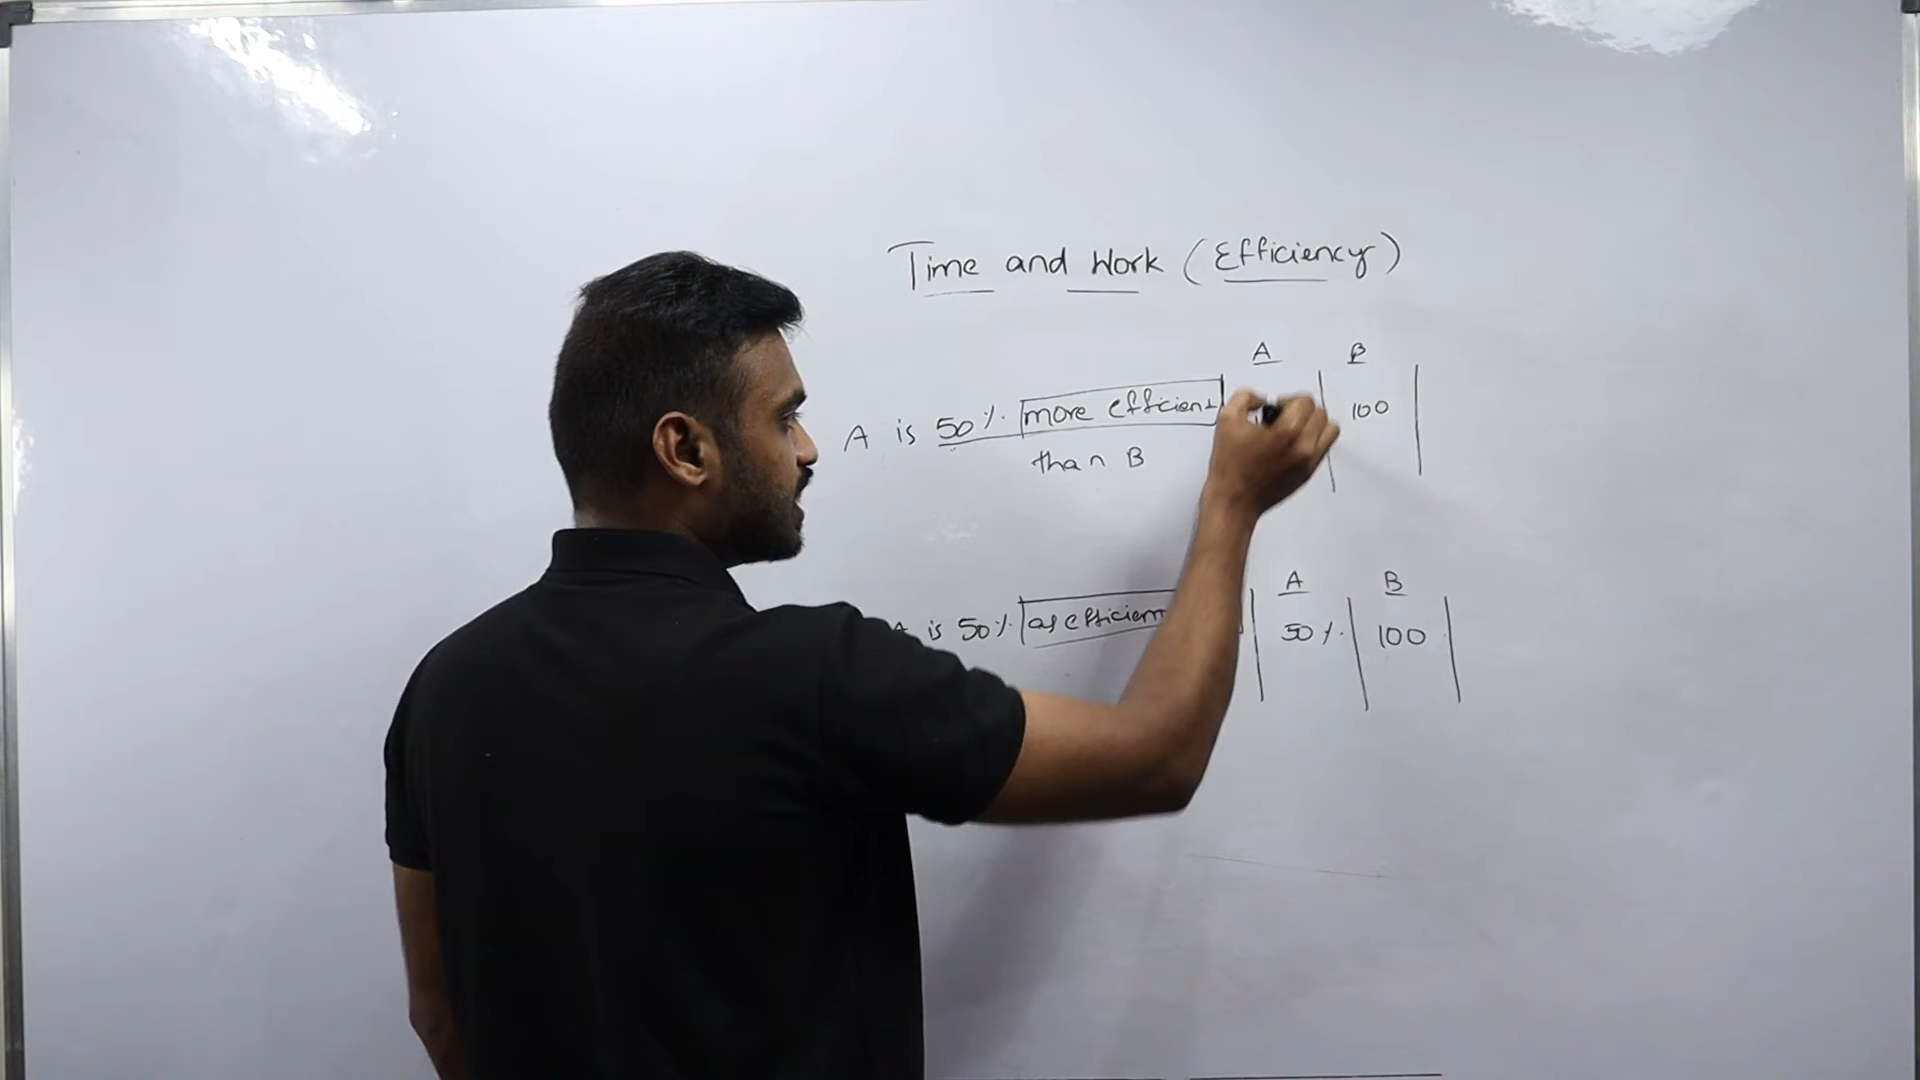 Time and Work (Efficiency)
A B
A is 50 % more efficient 100
than B
A B
A is 50 % as efficient 50 % 100